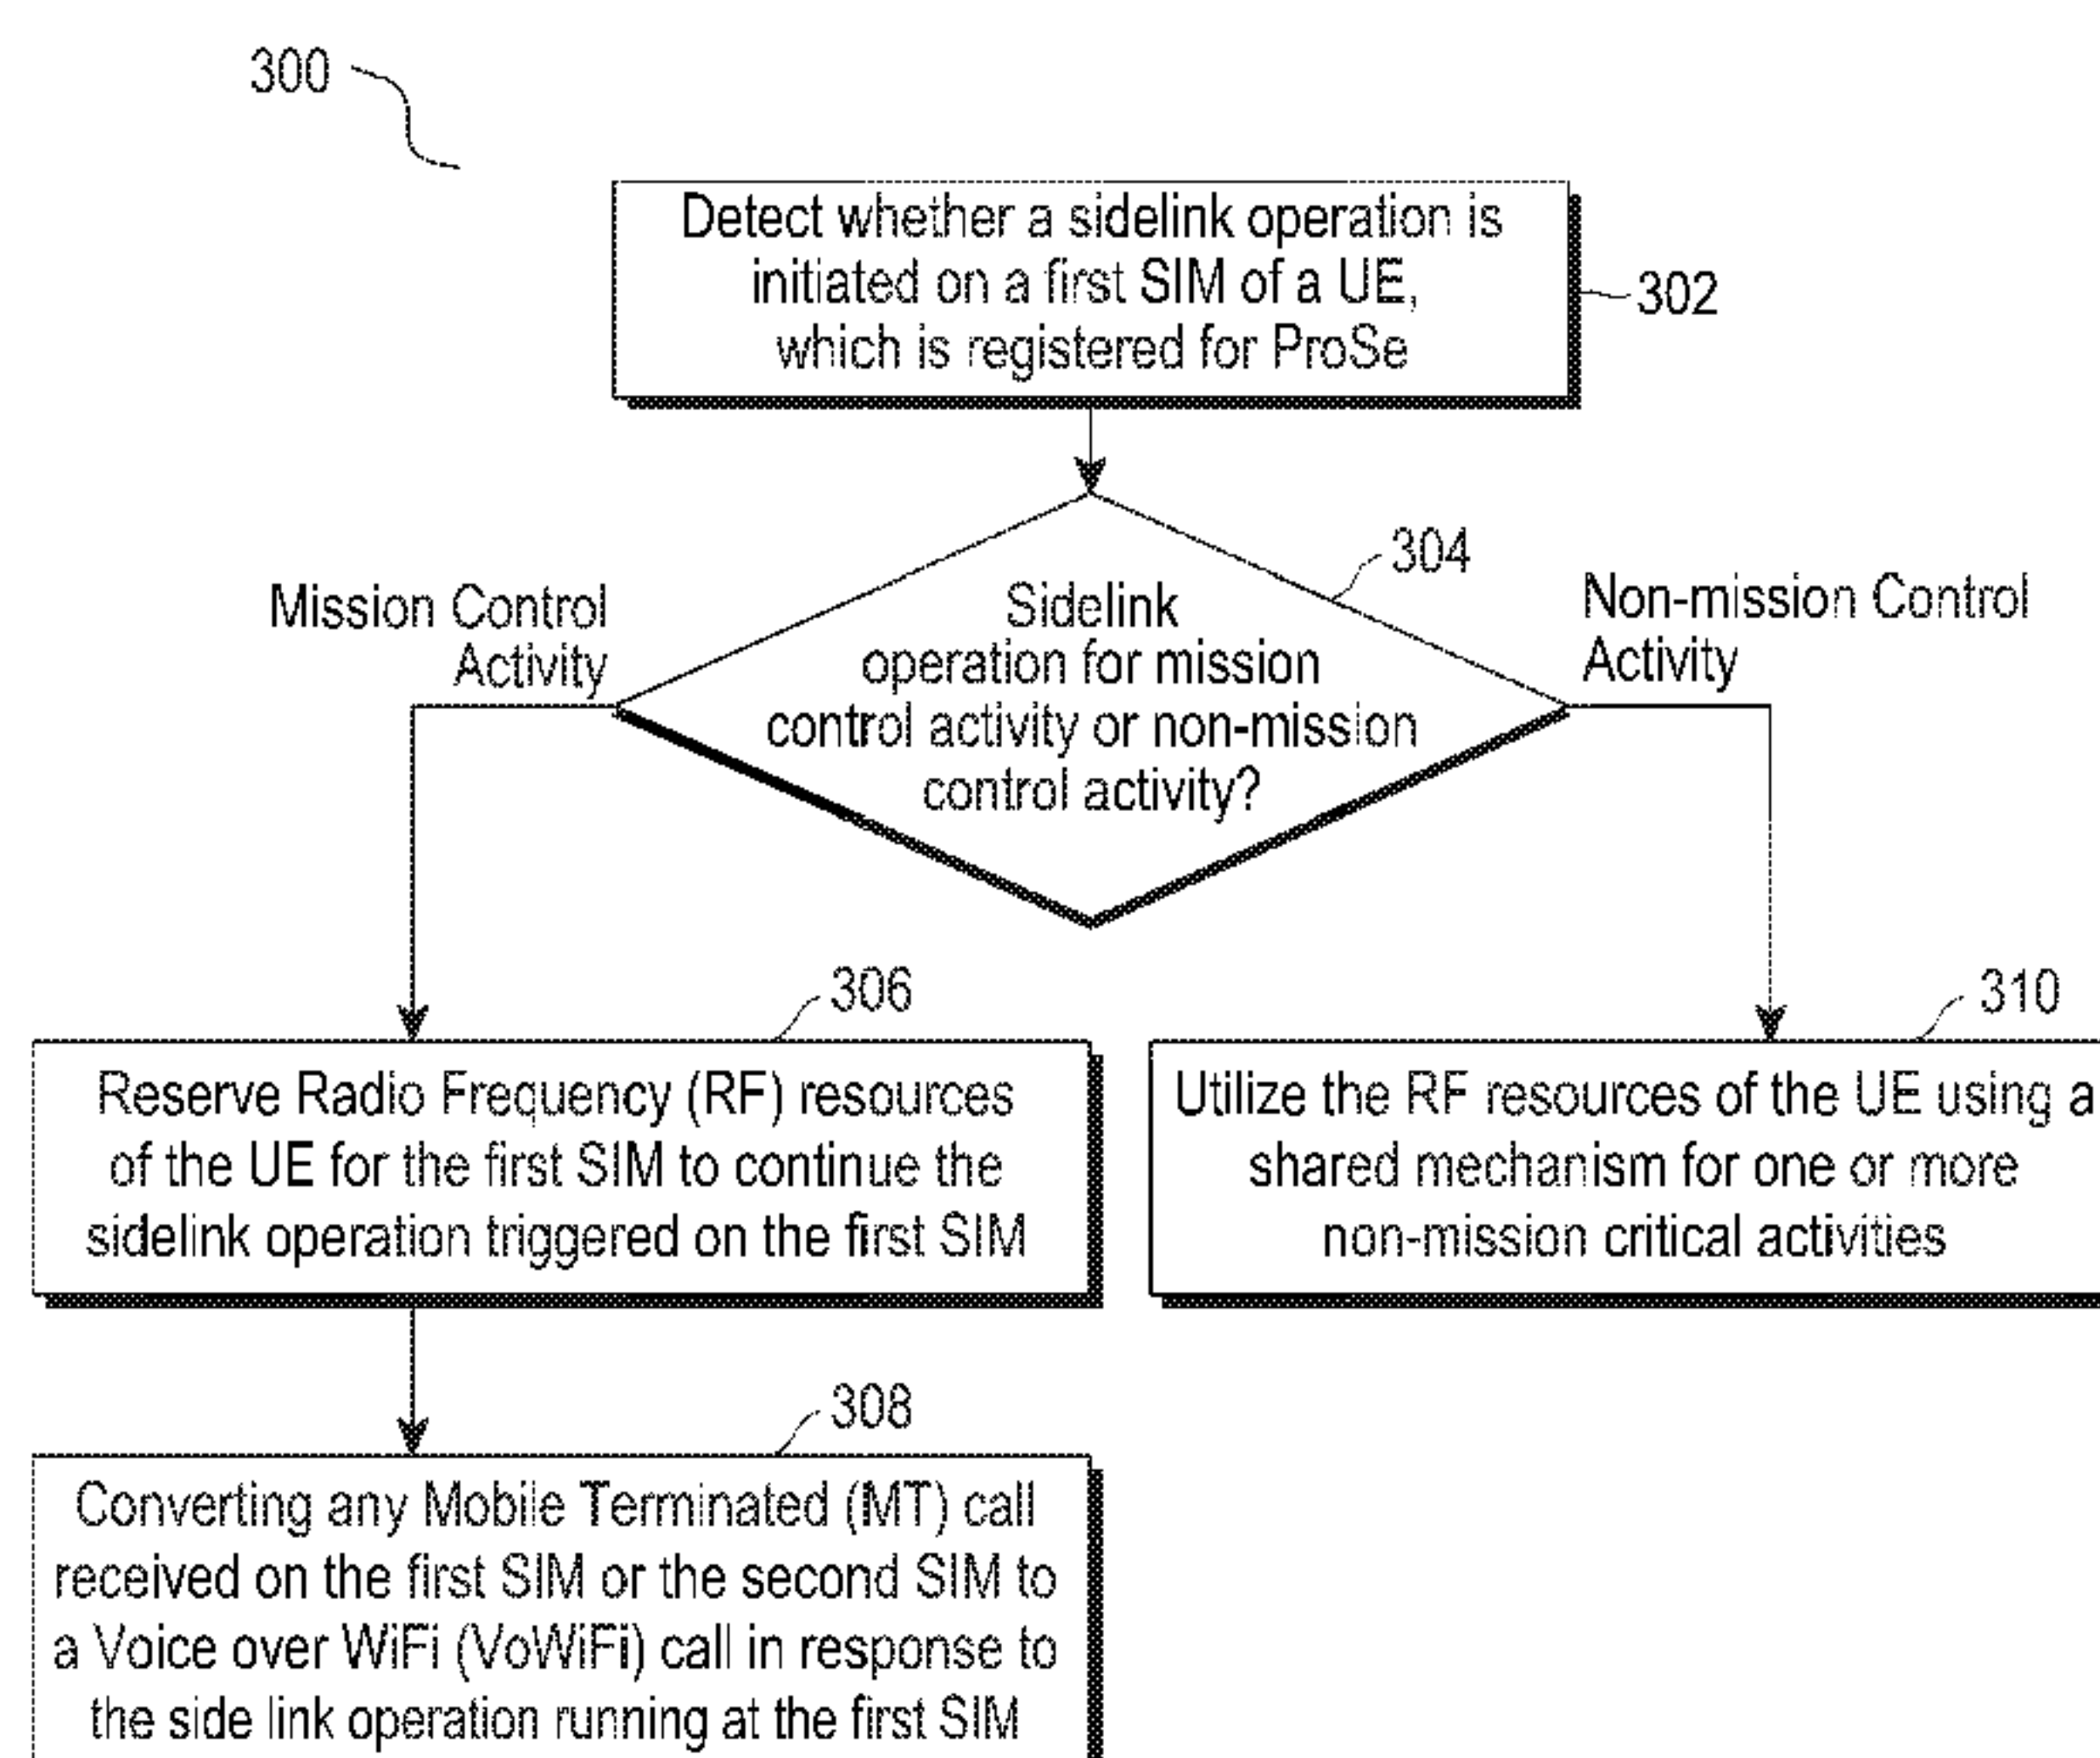 300
Detect whether a sidelink operation is
initiated on a first SIM of a UE,
which is registered for ProSe
302
304
Mission Control
Activity
Sidelink
operation for mission
control activity or non-mission
control activity?
Non-mission Control
Activity
306
Reserve Radio Frequency (RF) resources
of the UE for the first SIM to continue the
sidelink operation triggered on the first SIM
310
Utilize the RF resources of the UE using a
shared mechanism for one or more
non-mission critical activities
308
Converting any Mobile Terminated (MT) call
received on the first SIM or the second SIM to
a Voice over WiFi (VoWiFi) call in response to
the side link operation running at the first SIM